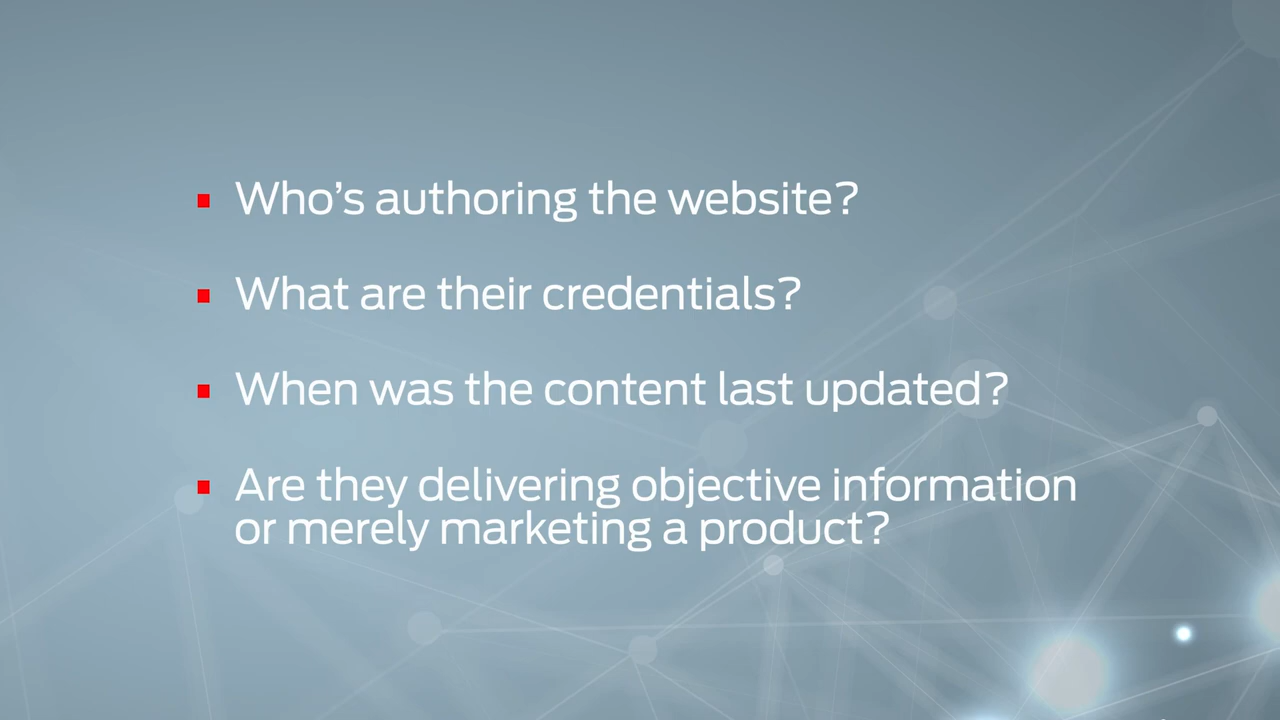 Who’s authoring the website?
What are their credentials?
When was the content last updated?
Are they delivering objective information
or merely marketing a product?